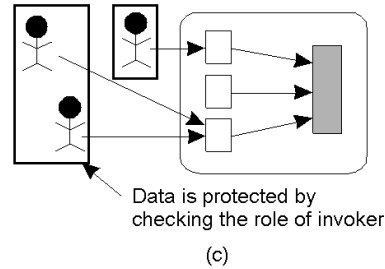 Data is protected by
checking the role of invoker
(c)